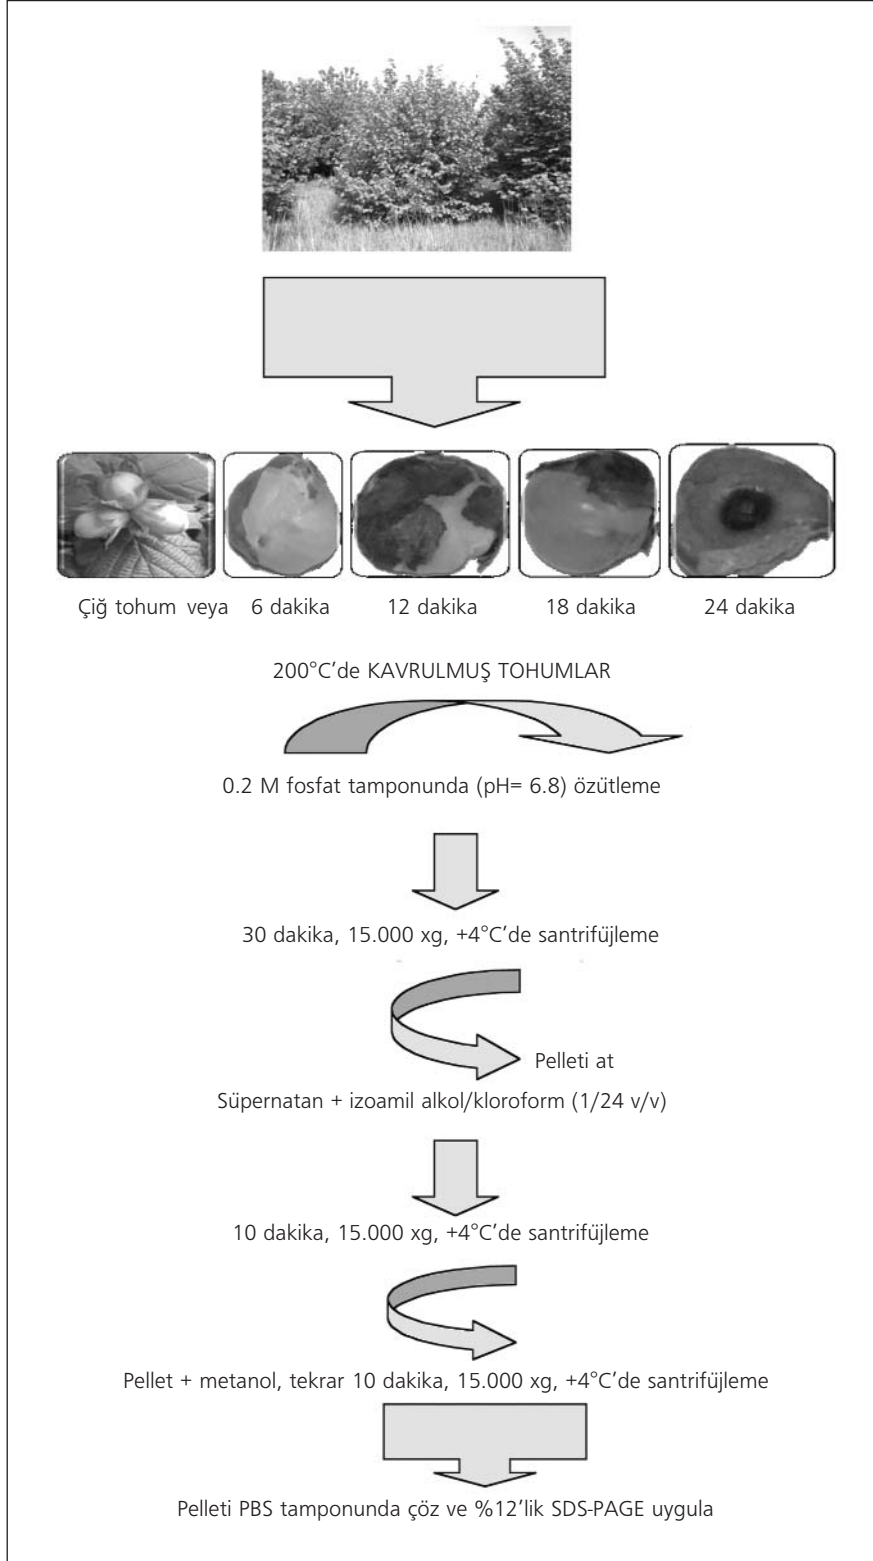 Çiğ tohum veya 6 dakika 12 dakika 18 dakika 24 dakika
200°C'de KAVRULMUŞ TOHUMLAR
0.2 M fosfat tamponunda (pH= 6.8) özütleme
30 dakika, 15.000 xg, +4°C'de santrifüjleme
Pelleti at
Süpernatan + izoamil alkol/kloroform (1/24 v/v)
10 dakika, 15.000 xg, +4°C'de santrifüjleme
Pellet + metanol, tekrar 10 dakika, 15.000 xg, +4°C'de santrifüjleme
Pelleti PBS tamponunda çöz ve %12'lik SDS-PAGE uygula